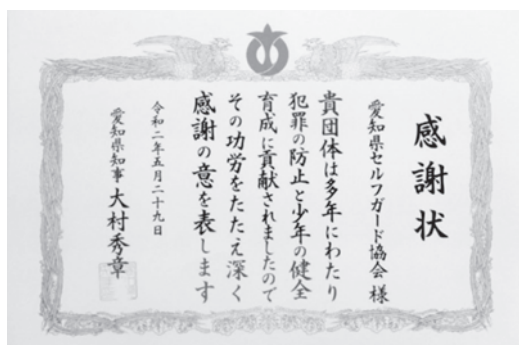 感謝状
愛知県セルフガード協会 様
貴団体は多年にわたり
犯罪の防止と少年の健全
育成に貢献されましたので
その功労をたたえ深く
感謝の意を表します
令和二年五月二十九日
愛知県知事 大村秀章